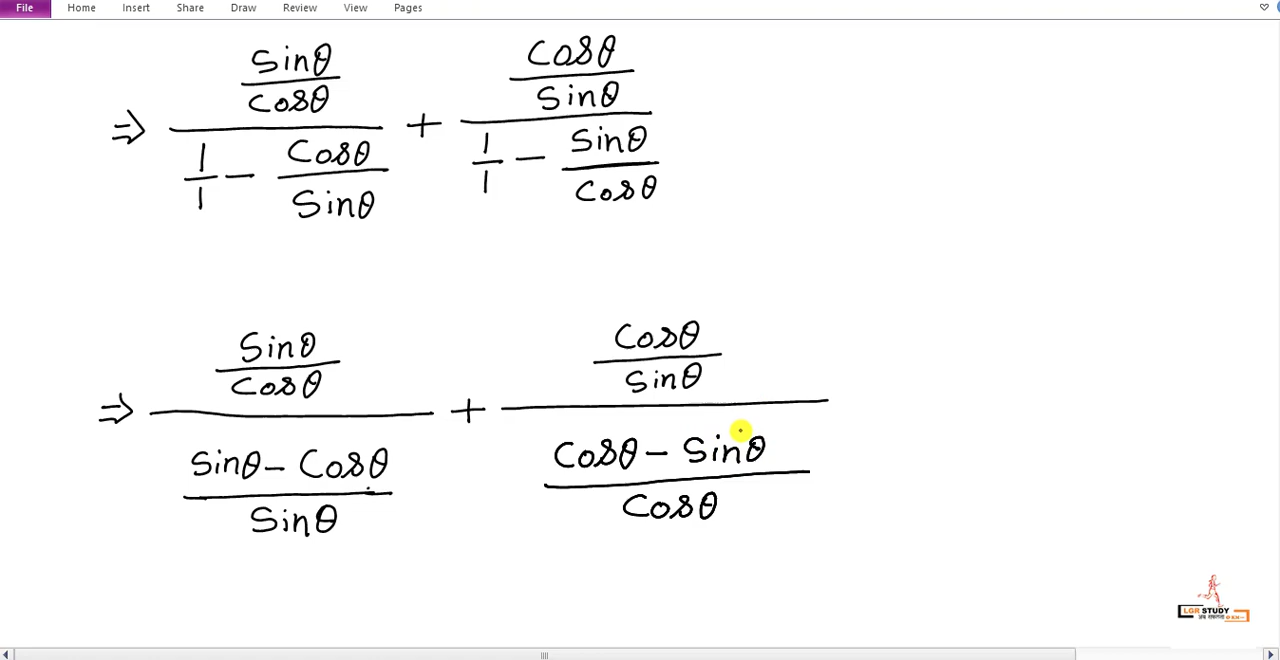 File Home Insert Share Draw Review View Pages
⇒ (Sinθ/Cosθ)/(1/1 − Cosθ/Sinθ) + (Cosθ/Sinθ)/(1/1 − Sinθ/Cosθ)
⇒ (Sinθ/Cosθ)/((Sinθ − Cosθ)/Sinθ) + (Cosθ/Sinθ)/((Cosθ − Sinθ)/Cosθ)
LGR STUDY